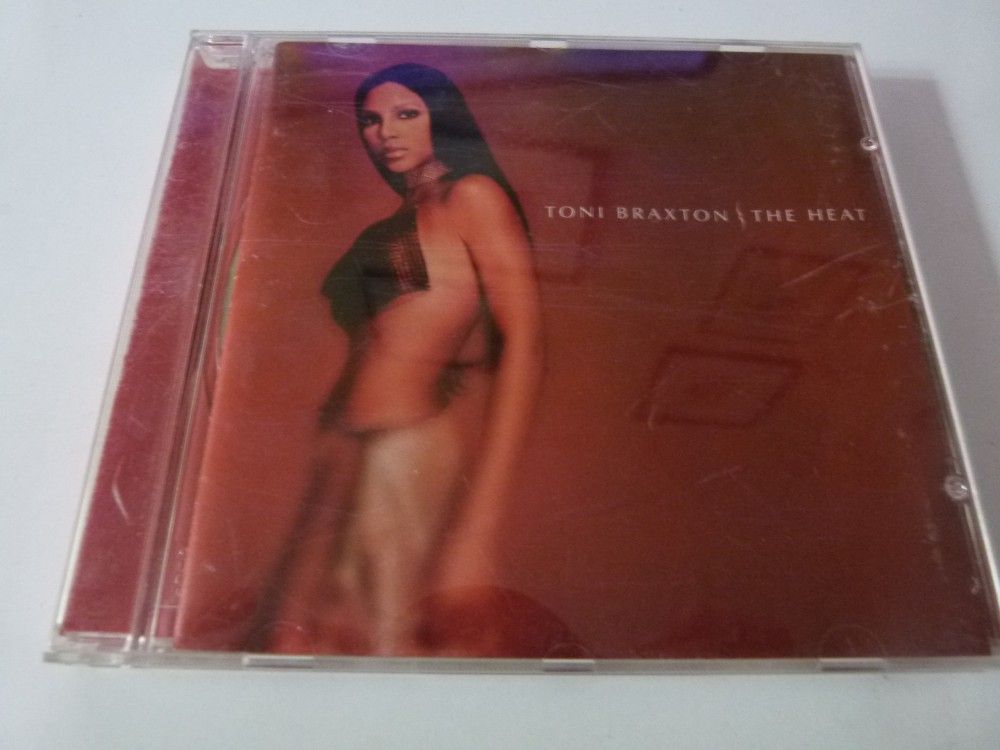 TONI BRAXTON THE HEAT